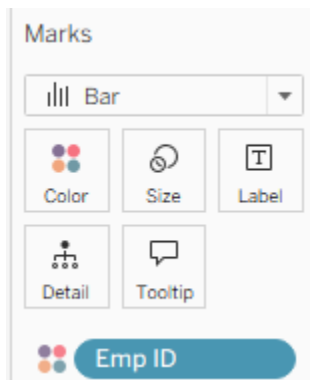 Marks
Bar
Color Size Label
Detail Tooltip
Emp ID